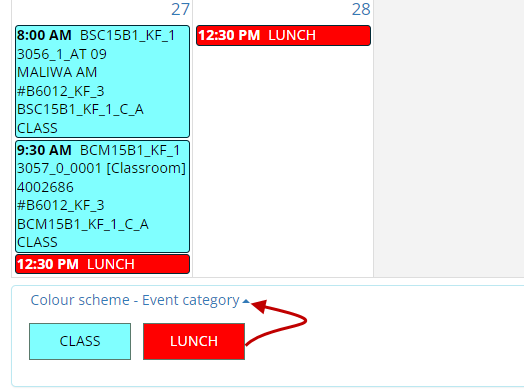 27
28
8:00 AM BSC15B1_KF_1
3056_1_AT 09
MALIWA AM
#B6012_KF_3
BSC15B1_KF_1_C_A
CLASS
12:30 PM LUNCH
9:30 AM BCM15B1_KF_1
3057_0_0001 [Classroom]
4002686
#B6012_KF_3
BCM15B1_KF_1_C_A
CLASS
12:30 PM LUNCH
Colour scheme - Event category
CLASS
LUNCH